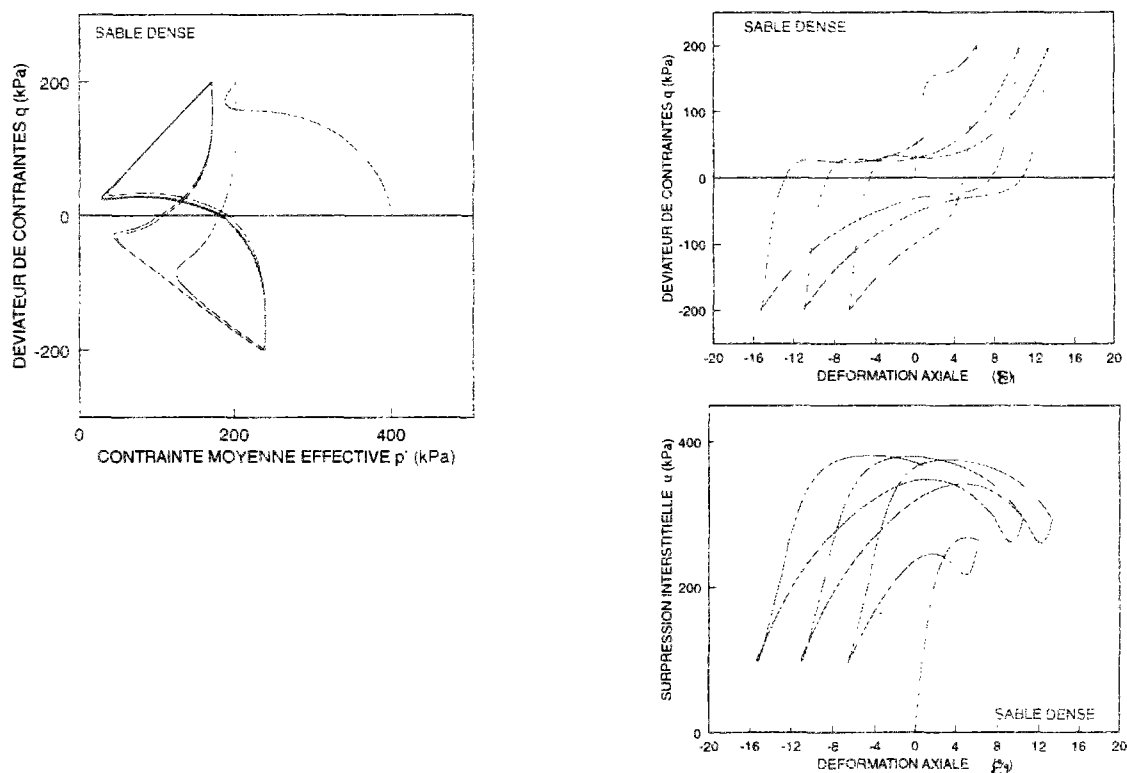 SABLE DENSE
DEVIATEUR DE CONTRAINTES q (kPa)
200
0
-200
0
200
400
CONTRAINTE MOYENNE EFFECTIVE p' (kPa)
SABLE DENSE
DEVIATEUR DE CONTRAINTES q (kPa)
200
100
0
-100
-200
-20 -16 -12 -8 -4 0 4 8 12 16 20
DEFORMATION AXIALE
SURPRESSION INTERSTITIELLE u (kPa)
400
200
0
SABLE DENSE
-20 -16 -12 -8 -4 0 4 8 12 16 20
DEFORMATION AXIALE